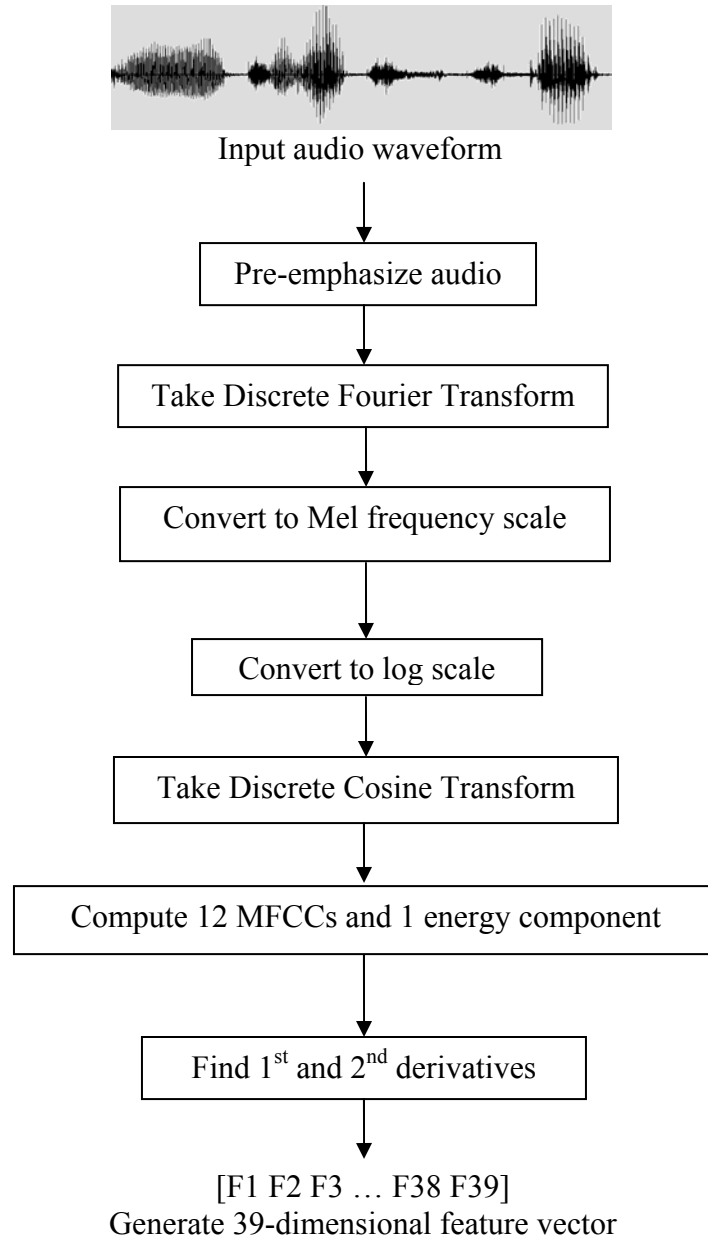 Input audio waveform
Pre-emphasize audio
Take Discrete Fourier Transform
Convert to Mel frequency scale
Convert to log scale
Take Discrete Cosine Transform
Compute 12 MFCCs and 1 energy component
Find 1st and 2nd derivatives
[F1 F2 F3 … F38 F39]
Generate 39-dimensional feature vector